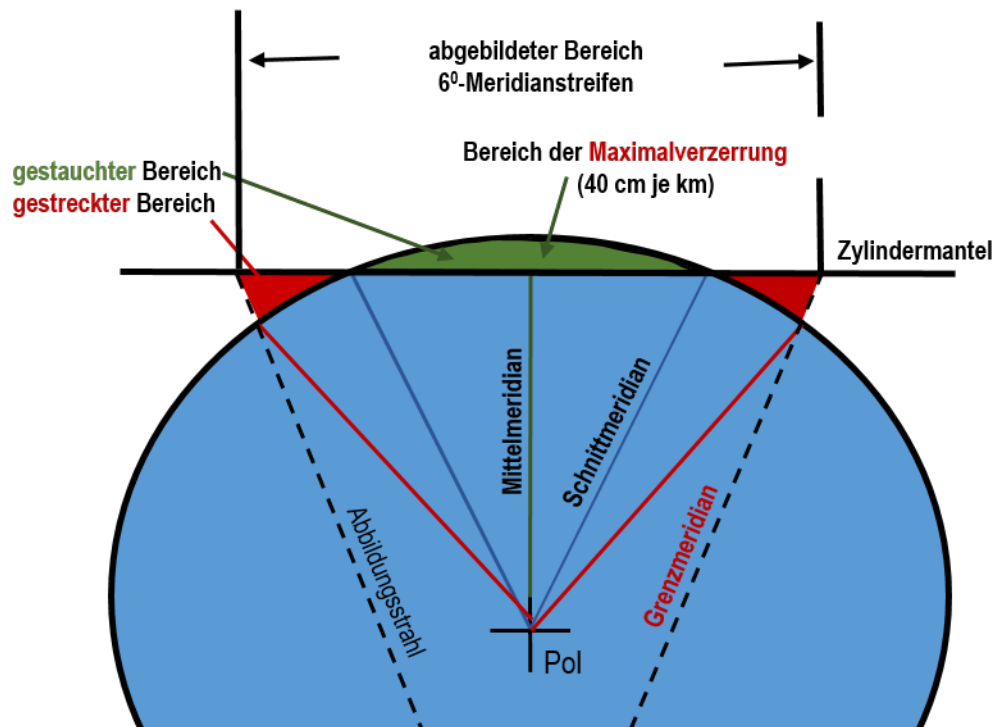 abgebildeter Bereich
6⁰-Meridianstreifen
Bereich der Maximalverzerrung
(40 cm je km)
gestauchter Bereich
gestreckter Bereich
Zylindermantel
Mittelmeridian
Schnittmeridian
Abbildungsstrahl
Grenzmeridian
Pol